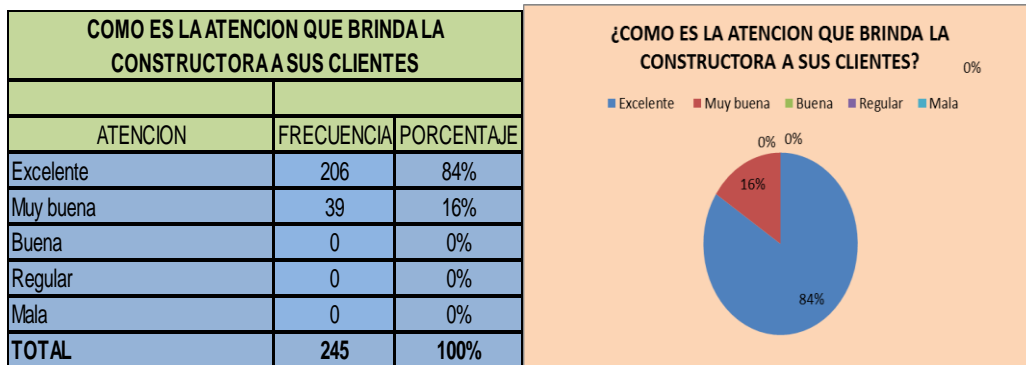 COMO ES LA ATENCION QUE BRINDA LA
CONSTRUCTORA A SUS CLIENTES
ATENCION FRECUENCIA PORCENTAJE
Excelente 206 84%
Muy buena 39 16%
Buena 0 0%
Regular 0 0%
Mala 0 0%
TOTAL 245 100%
¿COMO ES LA ATENCION QUE BRINDA LA
CONSTRUCTORA A SUS CLIENTES?
0%
Excelente Muy buena Buena Regular Mala
0% 0%
16%
84%